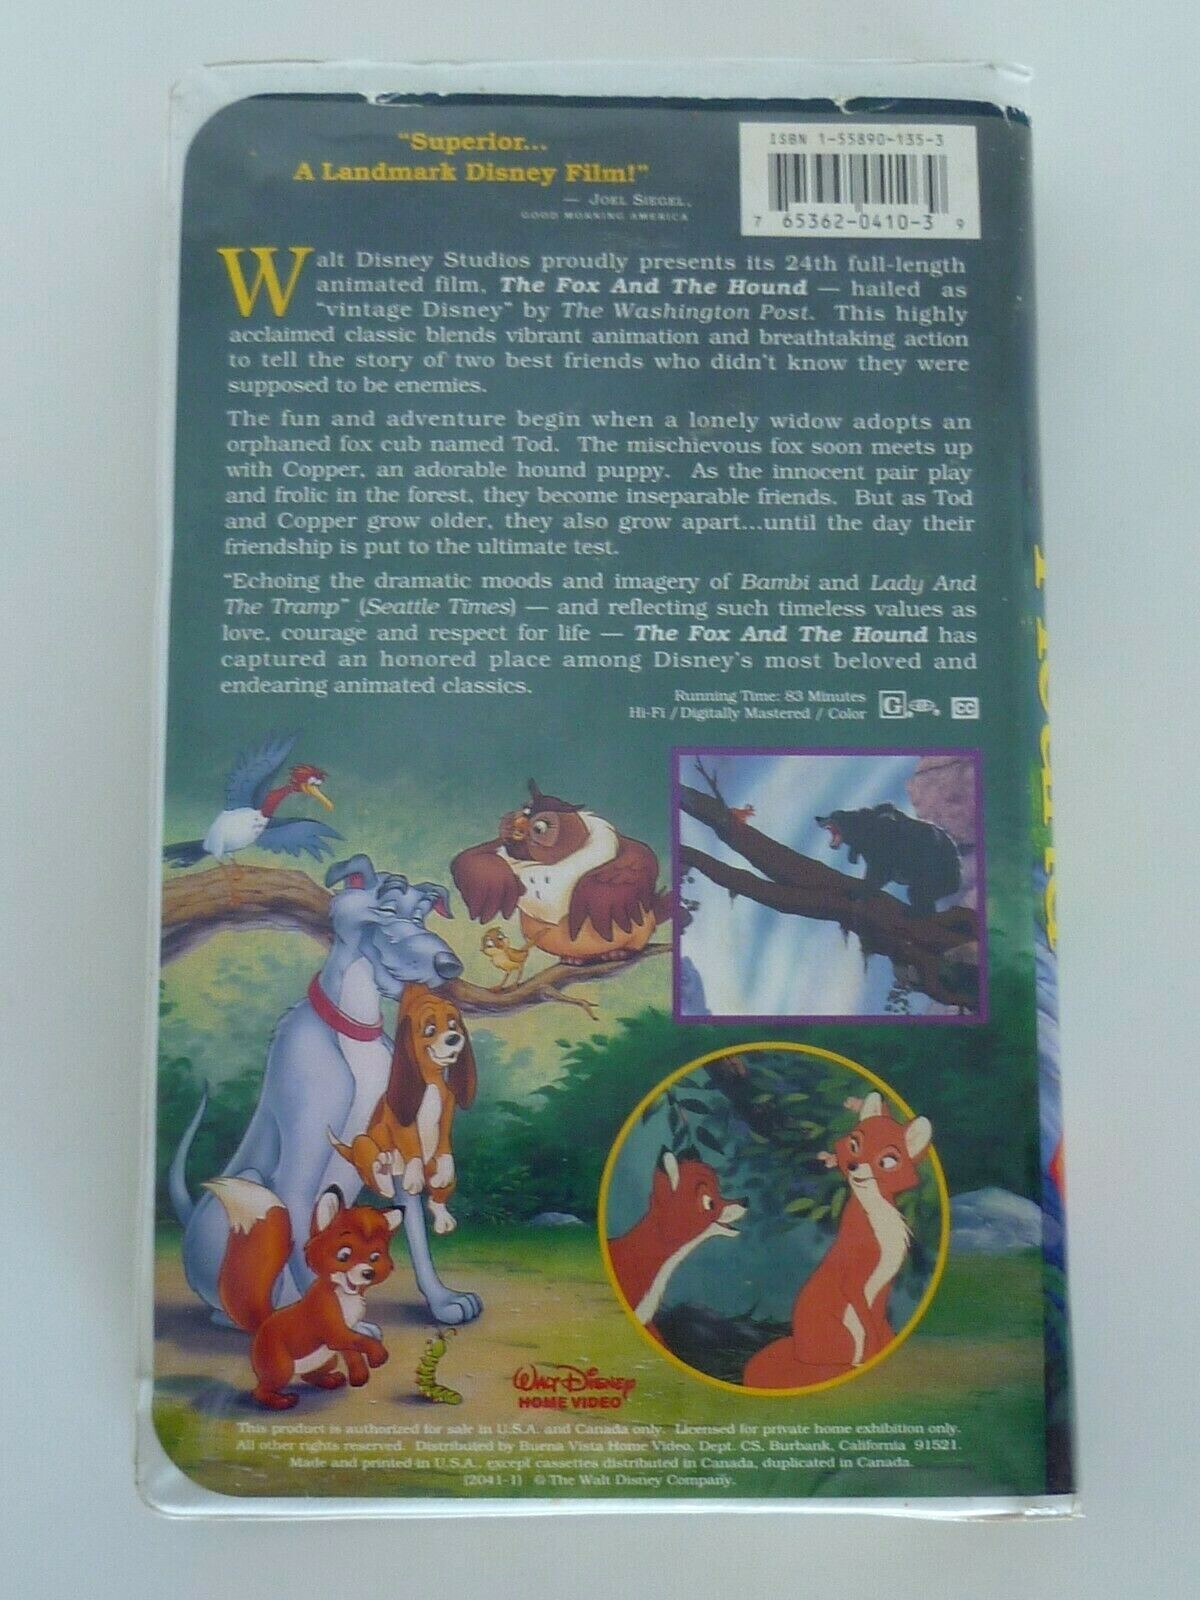 "Superior...
A Landmark Disney Film!"
— JOEL SIEGEL,
GOOD MORNING AMERICA
ISBN 1-55890-135-3
7 65362-0410-3 9
Walt Disney Studios proudly presents its 24th full-length
animated film, The Fox And The Hound — hailed as
"vintage Disney" by The Washington Post. This highly
acclaimed classic blends vibrant animation and breathtaking action
to tell the story of two best friends who didn't know they were
supposed to be enemies.
The fun and adventure begin when a lonely widow adopts an
orphaned fox cub named Tod. The mischievous fox soon meets up
with Copper, an adorable hound puppy. As the innocent pair play
and frolic in the forest, they become inseparable friends. But as Tod
and Copper grow older, they also grow apart...until the day their
friendship is put to the ultimate test.
"Echoing the dramatic moods and imagery of Bambi and Lady And
The Tramp" (Seattle Times) — and reflecting such timeless values as
love, courage and respect for life — The Fox And The Hound has
captured an honored place among Disney's most beloved and
endearing animated classics.
Running Time: 83 Minutes
Hi-Fi / Digitally Mastered / Color
G
CC
WALT DISNEY
HOME VIDEO
This product is authorized for sale in U.S.A. and Canada only. Licensed for private home exhibition only.
All other rights reserved. Distributed by Buena Vista Home Video, Dept. CS, Burbank, California 91521.
Made and printed in U.S.A., except cassettes distributed in Canada, duplicated in Canada.
(2041-1) © The Walt Disney Company.